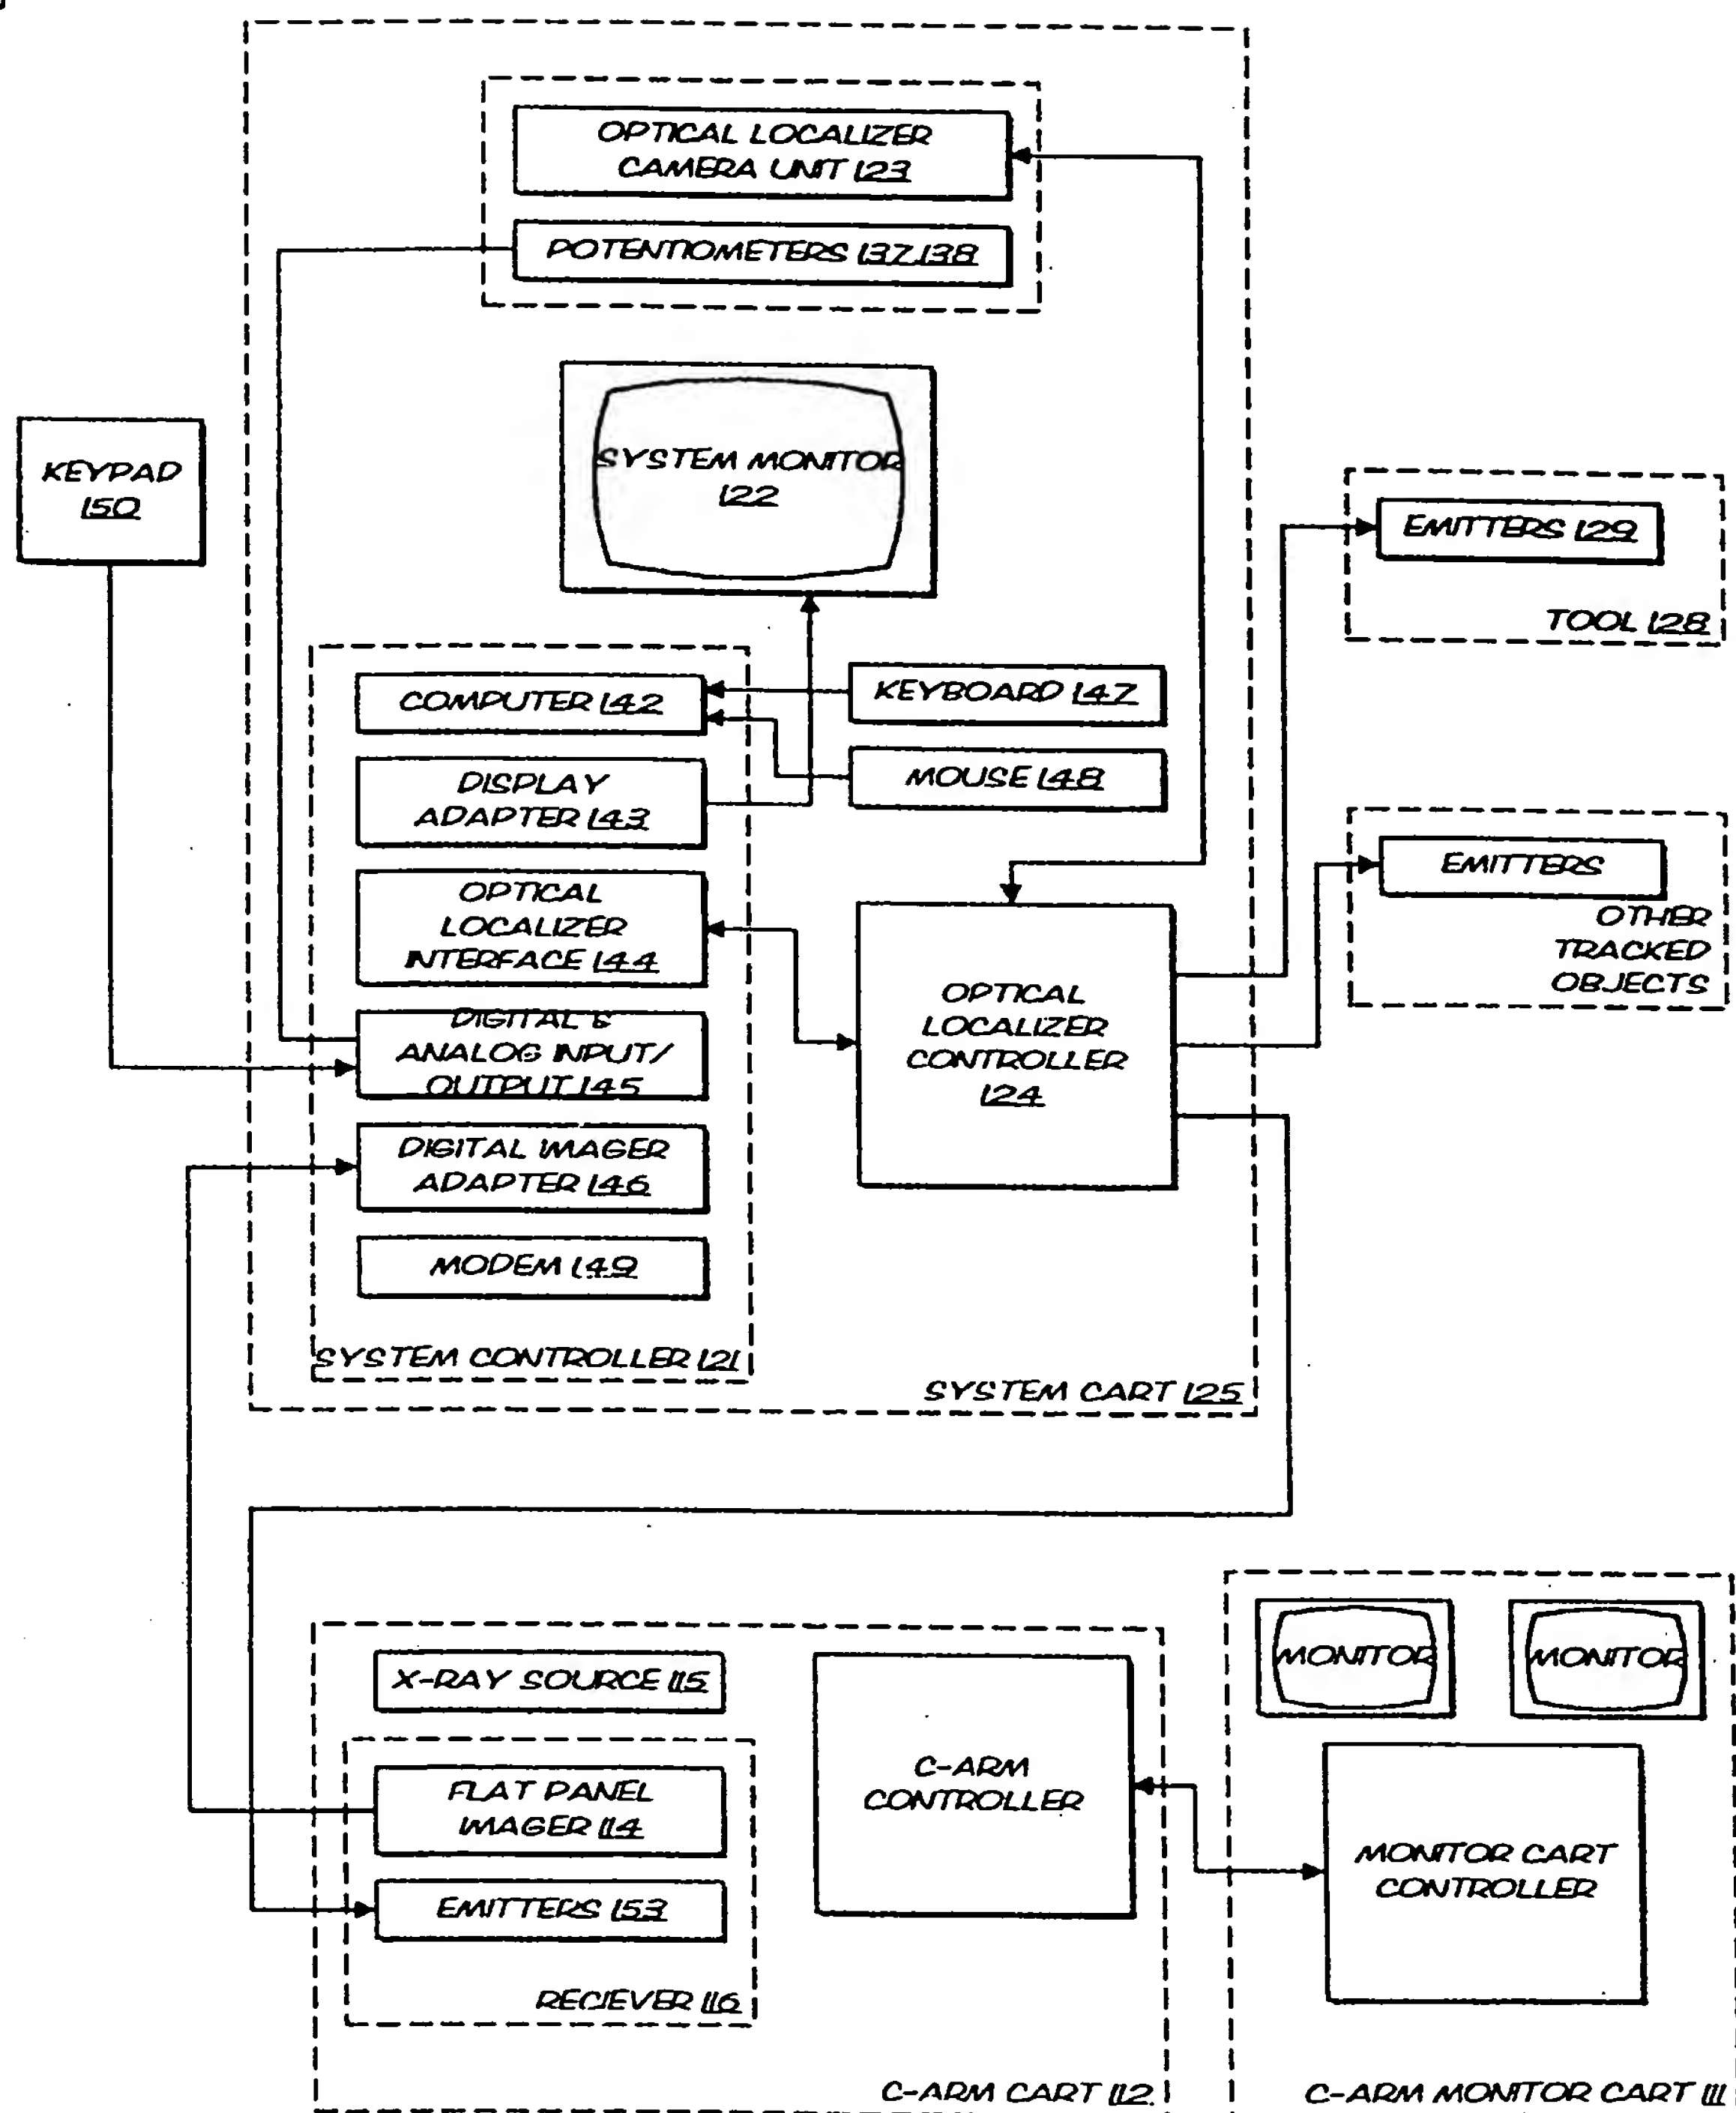 OPTICAL LOCALIZER
CAMERA UNIT 123
POTENTIOMETERS 137,138
SYSTEM MONITOR
122
KEYPAD
150
EMITTERS 129
TOOL 128
COMPUTER 142
KEYBOARD 147
MOUSE 148
DISPLAY
ADAPTER 143
OPTICAL
LOCALIZER
INTERFACE 144
EMITTERS
OTHER
TRACKED
OBJECTS
OPTICAL
LOCALIZER
CONTROLLER
124
DIGITAL &
ANALOG INPUT/
OUTPUT 145
DIGITAL IMAGER
ADAPTER 146
MODEM 149
SYSTEM CONTROLLER 121
SYSTEM CART 125
X-RAY SOURCE 115
FLAT PANEL
IMAGER 114
EMITTERS 153
RECIEVER 116
C-ARM
CONTROLLER
C-ARM CART 112
MONITOR
MONITOR
MONITOR CART
CONTROLLER
C-ARM MONITOR CART 111